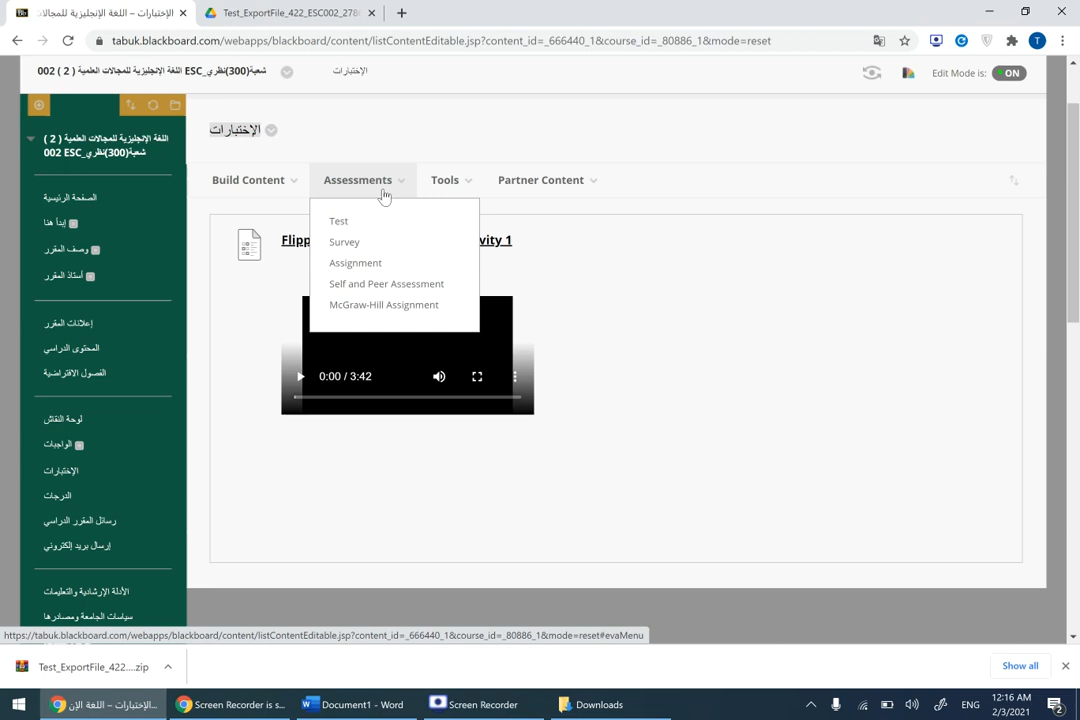 الإختبارات – اللغة الإنجليزية للمجالات
Test_ExportFile_422_ESC002_278
tabuk.blackboard.com/webapps/blackboard/content/listContentEditable.jsp?content_id=_666440_1&course_id=_80886_1&mode=reset
T
اللغة الإنجليزية للمجالات العلمية ( 2 ) 002 ESC_شعبة(300)نظري
الإختبارات
Edit Mode is:
ON
الإختبارات
اللغة الإنجليزية للمجالات العلمية ( 2 )
002 ESC_شعبة(300)نظري
Build Content
Assessments
Tools
Partner Content
الصفحة الرئيسية
إبدأ هنا
وصف المقرر
أستاذ المقرر
إعلانات المقرر
المحتوى الدراسي
الفصول الافتراضية
لوحة النقاش
الواجبات
الإختبارات
الدرجات
رسائل المقرر الدراسي
إرسال بريد إلكتروني
الأدلة الإرشادية والتعليمات
سياسات الجامعة ومصادرها
Test
Survey
Assignment
Self and Peer Assessment
McGraw-Hill Assignment
Flipp
vity 1
0:00 / 3:42
https://tabuk.blackboard.com/webapps/blackboard/content/listContentEditable.jsp?content_id=_666440_1&course_id=_80886_1&mode=reset#evaMenu
Test_ExportFile_422....zip
Show all
الإختبارات – اللغة الإن...
Screen Recorder is s...
Document1 - Word
Screen Recorder
Downloads
ENG
12:16 AM
2/3/2021
2